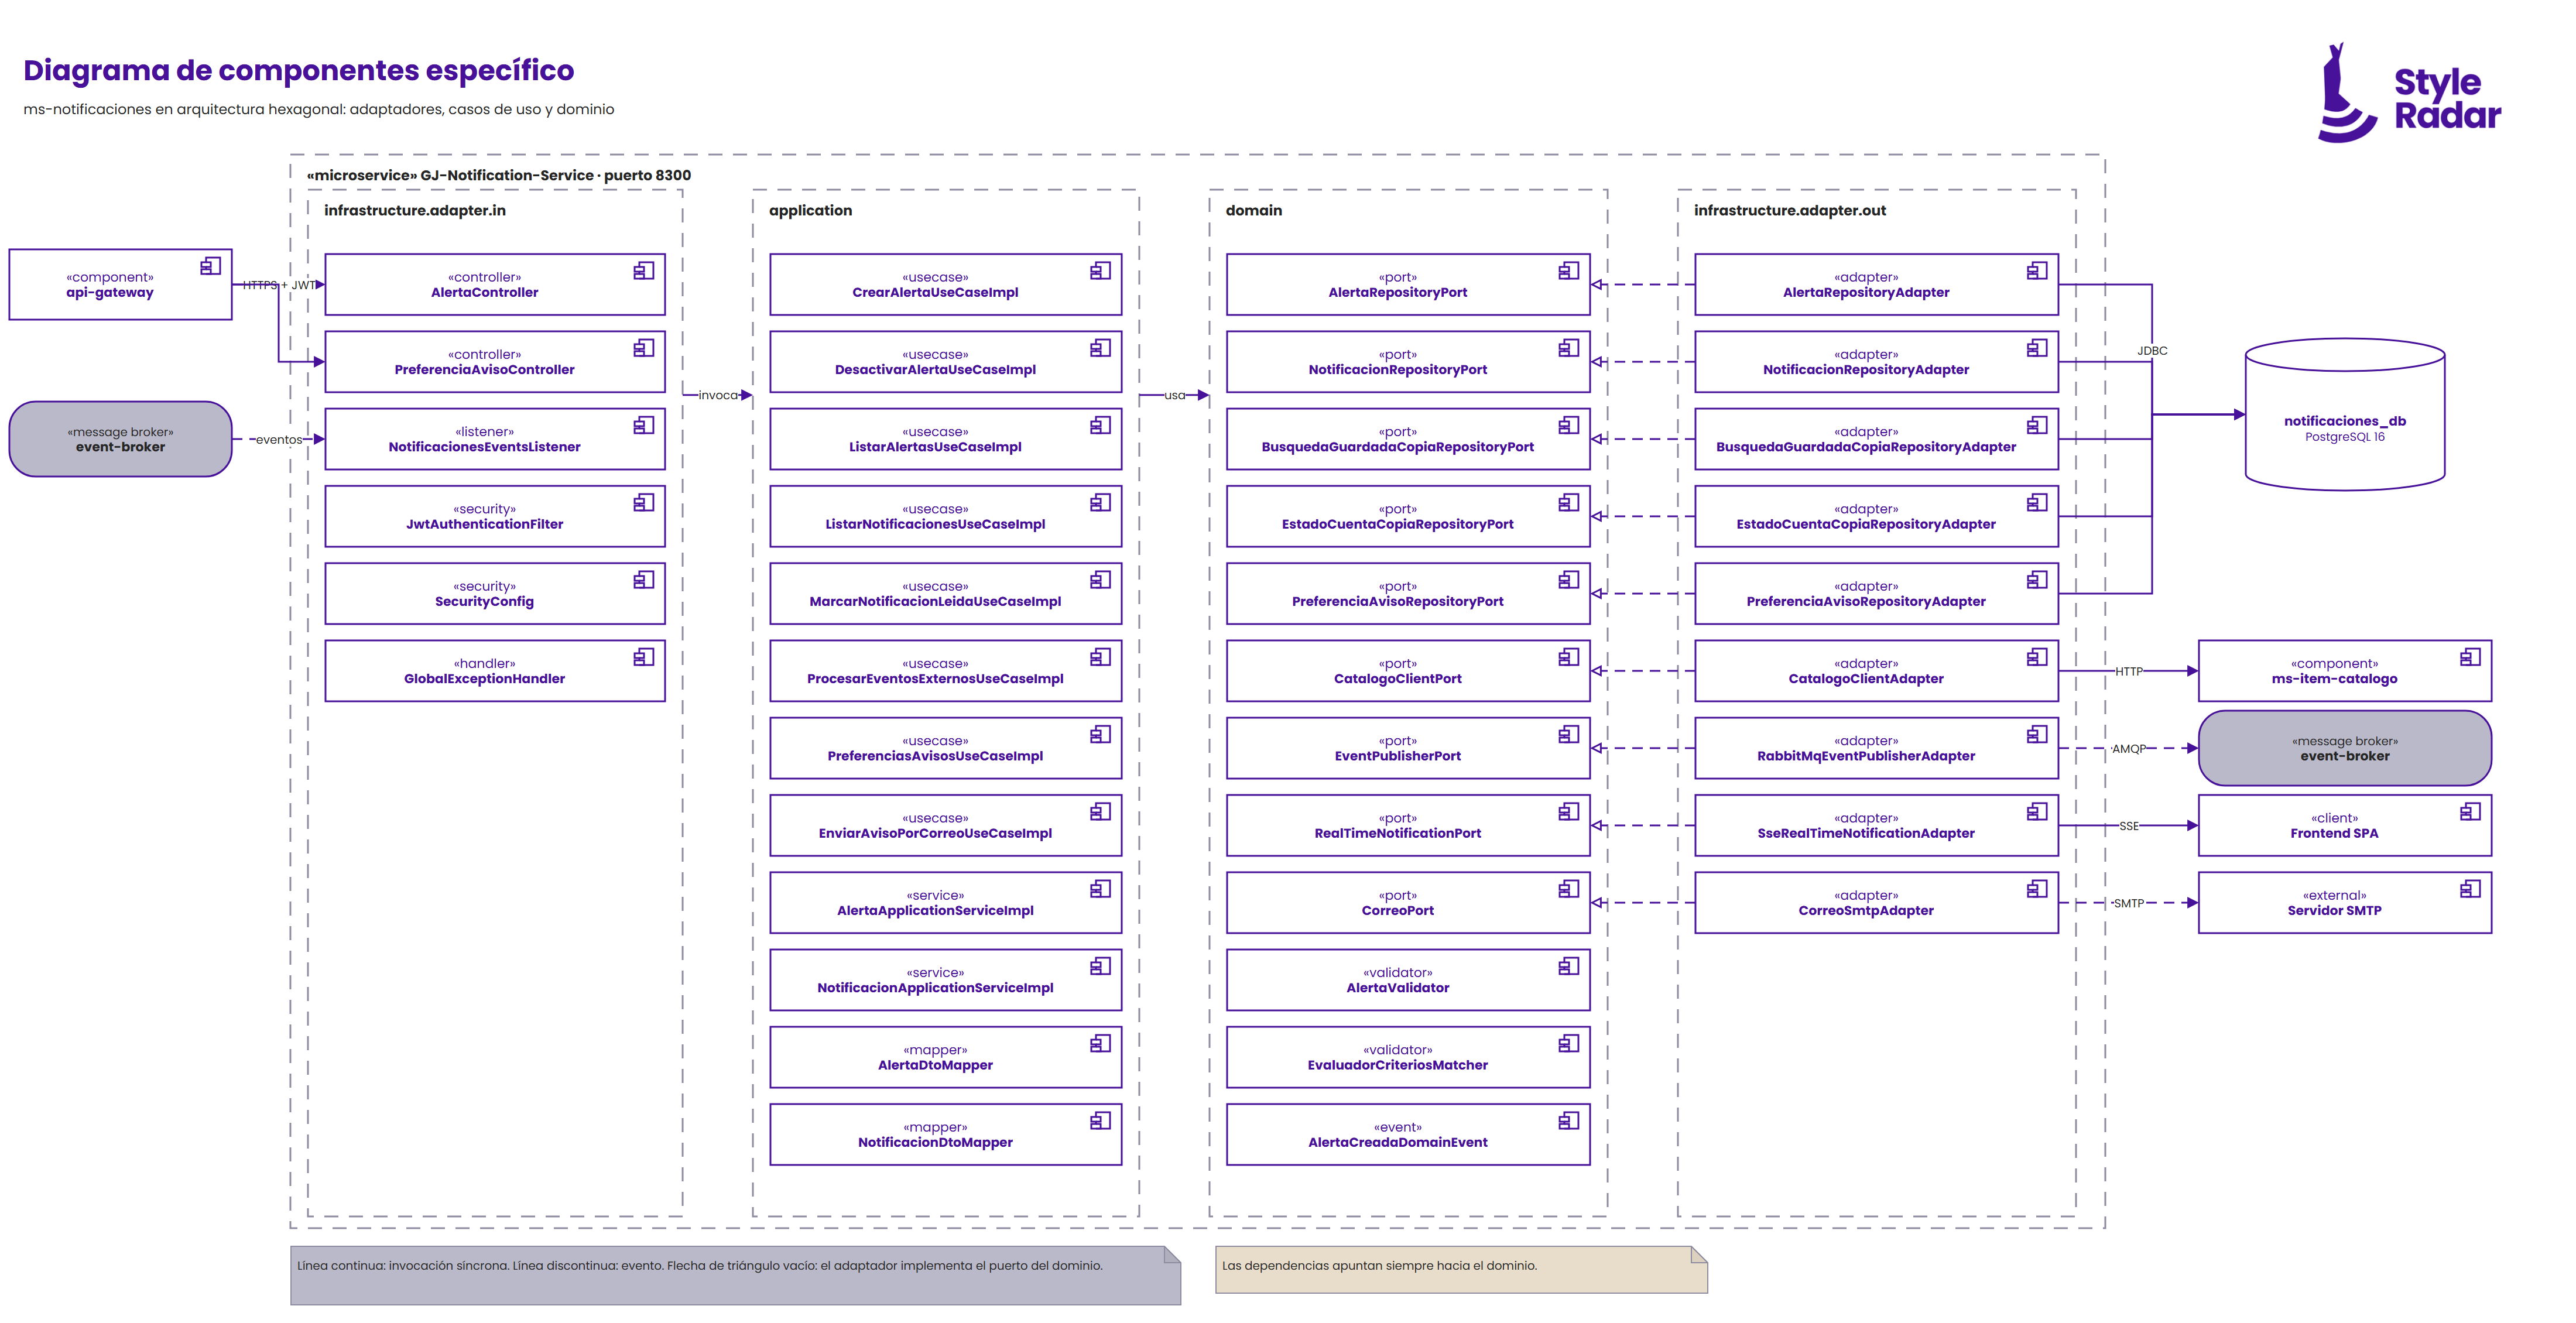 Diagrama de componentes específico
ms-notificaciones en arquitectura hexagonal: adaptadores, casos de uso y dominio
Style
Radar
«microservice» GJ-Notification-Service · puerto 8300
«component»
api-gateway
HTTPS + JWT
«message broker»
event-broker
eventos
infrastructure.adapter.in
«controller»
AlertaController
«controller»
PreferenciaAvisoController
«listener»
NotificacionesEventsListener
«security»
JwtAuthenticationFilter
«security»
SecurityConfig
«handler»
GlobalExceptionHandler
invoca
application
«usecase»
CrearAlertaUseCaseImpl
«usecase»
DesactivarAlertaUseCaseImpl
«usecase»
ListarAlertasUseCaseImpl
«usecase»
ListarNotificacionesUseCaseImpl
«usecase»
MarcarNotificacionLeidaUseCaseImpl
«usecase»
ProcesarEventosExternosUseCaseImpl
«usecase»
PreferenciasAvisosUseCaseImpl
«usecase»
EnviarAvisoPorCorreoUseCaseImpl
«service»
AlertaApplicationServiceImpl
«service»
NotificacionApplicationServiceImpl
«mapper»
AlertaDtoMapper
«mapper»
NotificacionDtoMapper
usa
domain
«port»
AlertaRepositoryPort
«port»
NotificacionRepositoryPort
«port»
BusquedaGuardadaCopiaRepositoryPort
«port»
EstadoCuentaCopiaRepositoryPort
«port»
PreferenciaAvisoRepositoryPort
«port»
CatalogoClientPort
«port»
EventPublisherPort
«port»
RealTimeNotificationPort
«port»
CorreoPort
«validator»
AlertaValidator
«validator»
EvaluadorCriteriosMatcher
«event»
AlertaCreadaDomainEvent
infrastructure.adapter.out
«adapter»
AlertaRepositoryAdapter
«adapter»
NotificacionRepositoryAdapter
«adapter»
BusquedaGuardadaCopiaRepositoryAdapter
«adapter»
EstadoCuentaCopiaRepositoryAdapter
«adapter»
PreferenciaAvisoRepositoryAdapter
«adapter»
CatalogoClientAdapter
«adapter»
RabbitMqEventPublisherAdapter
«adapter»
SseRealTimeNotificationAdapter
«adapter»
CorreoSmtpAdapter
JDBC
notificaciones_db
PostgreSQL 16
HTTP
«component»
ms-item-catalogo
AMQP
«message broker»
event-broker
SSE
«client»
Frontend SPA
SMTP
«external»
Servidor SMTP
Línea continua: invocación síncrona. Línea discontinua: evento. Flecha de triángulo vacío: el adaptador implementa el puerto del dominio.
Las dependencias apuntan siempre hacia el dominio.